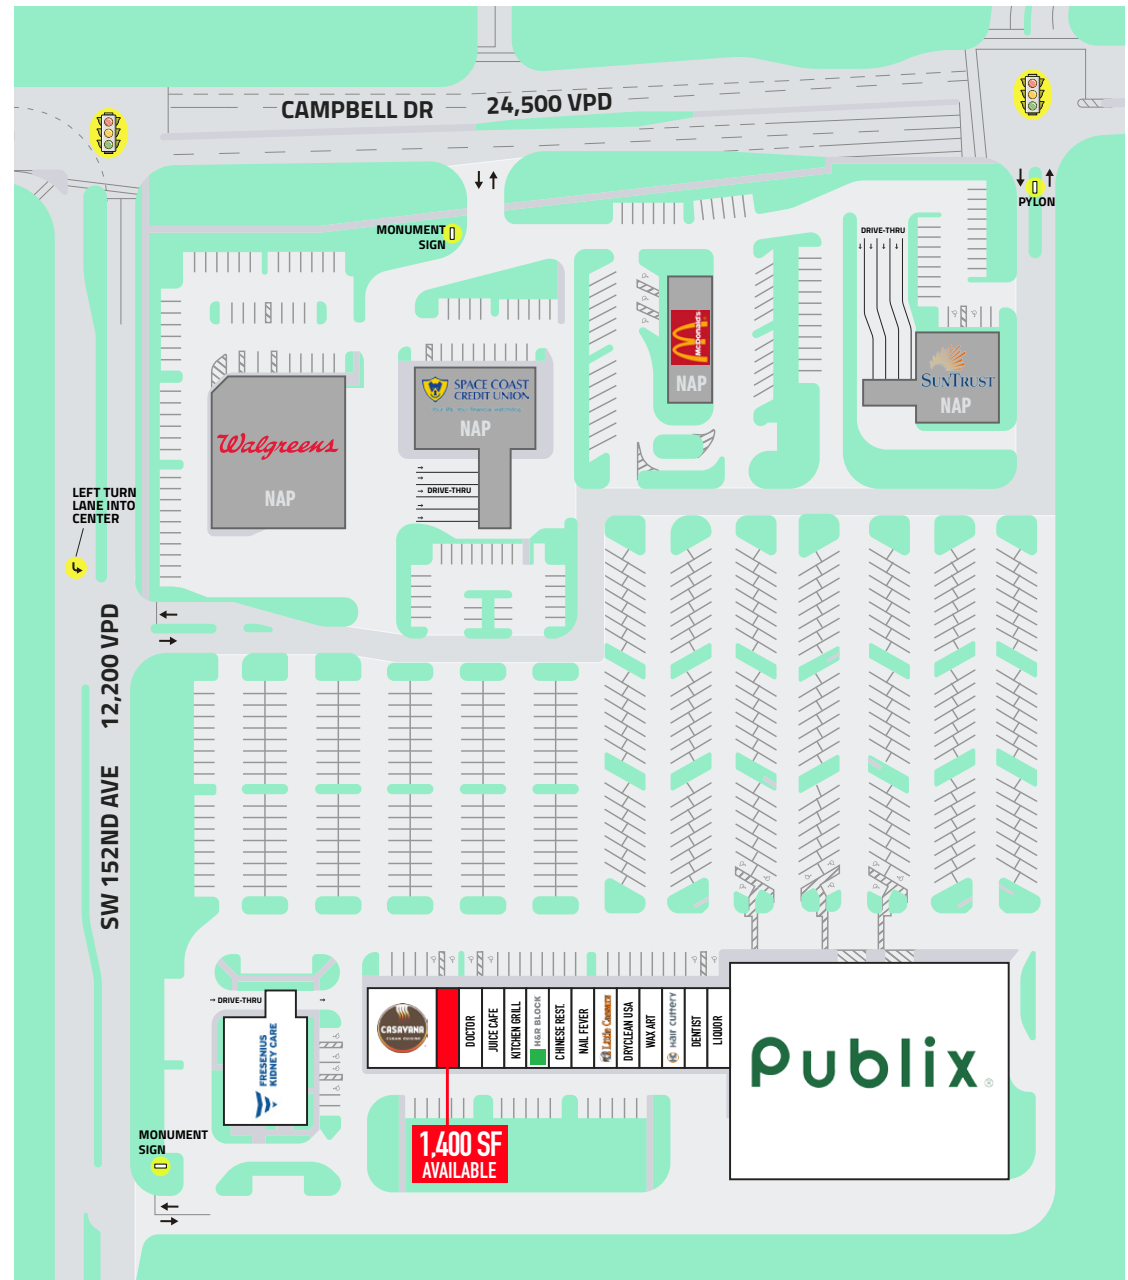 CAMPBELL DR
24,500 VPD
PYLON
MONUMENT
SIGN
DRIVE-THRU
McDonald's
NAP
SUNTRUST
NAP
SPACE COAST
CREDIT UNION
NAP
DRIVE-THRU
Walgreens
NAP
LEFT TURN
LANE INTO
CENTER
12,200 VPD
SW 152ND AVE
DRIVE-THRU
FRESENIUS
KIDNEY CARE
CASAVANA
CUBAN CUISINE
DOCTOR
JUICE CAFE
KITCHEN GRILL
H&R BLOCK
CHINESE REST.
NAIL FEVER
Little Caesars
DRYCLEAN USA
WAX ART
Hair Cuttery
DENTIST
LIQUOR
Publix®
MONUMENT
SIGN
1,400 SF
AVAILABLE